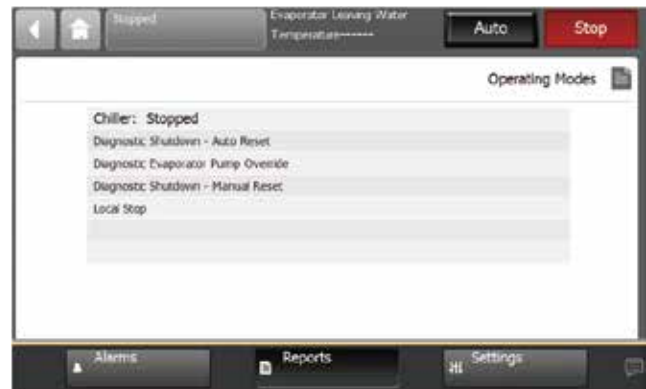 Stopped
Evaporator Leaving Water
Temperature------
Auto
Stop
Operating Modes
Chiller: Stopped
Diagnostic Shutdown - Auto Reset
Diagnostic Evaporator Pump Override
Diagnostic Shutdown - Manual Reset
Local Stop
Alarms
Reports
Settings